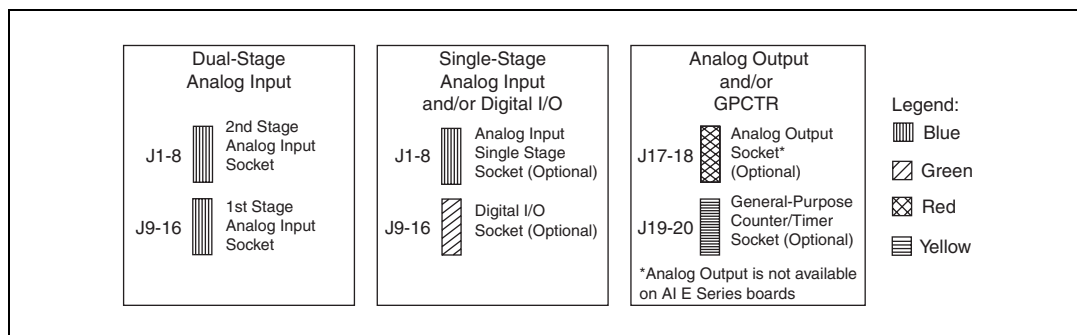 Dual-Stage
Analog Input
J1-8
2nd Stage
Analog Input
Socket
J9-16
1st Stage
Analog Input
Socket
Single-Stage
Analog Input
and/or Digital I/O
J1-8
Analog Input
Single Stage
Socket (Optional)
J9-16
Digital I/O
Socket (Optional)
Analog Output
and/or
GPCTR
J17-18
Analog Output
Socket*
(Optional)
J19-20
General-Purpose
Counter/Timer
Socket (Optional)
*Analog Output is not available
on AI E Series boards
Legend:
Blue
Green
Red
Yellow